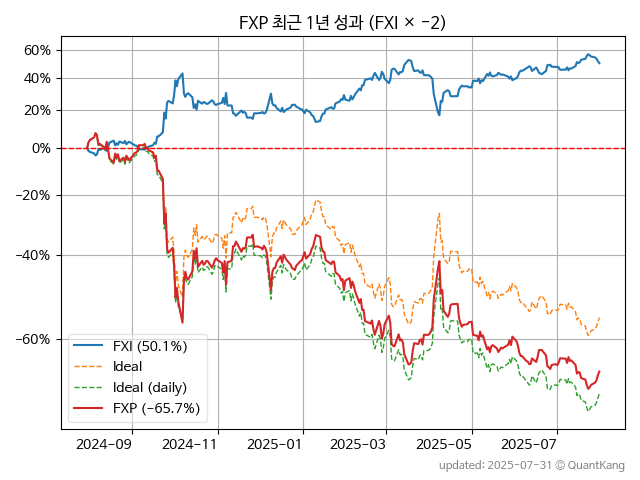 FXP 최근 1년 성과 (FXI × −2)
60%
40%
20%
0%
−20%
−40%
−60%
FXI (50.1%)
Ideal
Ideal (daily)
FXP (−65.7%)
2024-09
2024-11
2025-01
2025-03
2025-05
2025-07
updated: 2025-07-31 © QuantKang